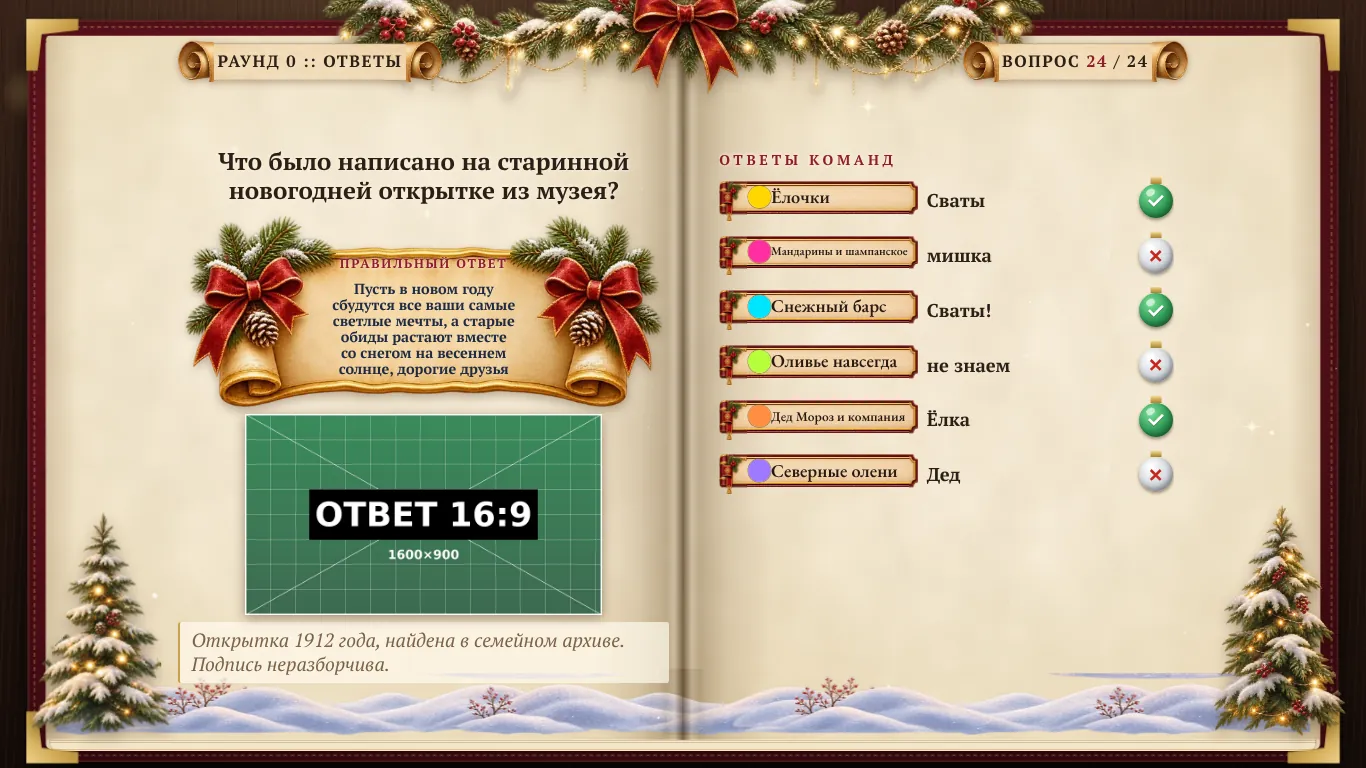 РАУНД 0 :: ОТВЕТЫ
ВОПРОС 24 / 24
Что было написано на старинной
новогодней открытке из музея?
ПРАВИЛЬНЫЙ ОТВЕТ
Пусть в новом году
сбудутся все ваши самые
светлые мечты, а старые
обиды растают вместе
со снегом на весеннем
солнце, дорогие друзья
ОТВЕТ 16:9
1600×900
Открытка 1912 года, найдена в семейном архиве.
Подпись неразборчива.
ОТВЕТЫ КОМАНД
Ёлочки Сваты
Мандарины и шампанское мишка
Снежный барс Сваты!
Оливье навсегда не знаем
Дед Мороз и компания Ёлка
Северные олени Дед